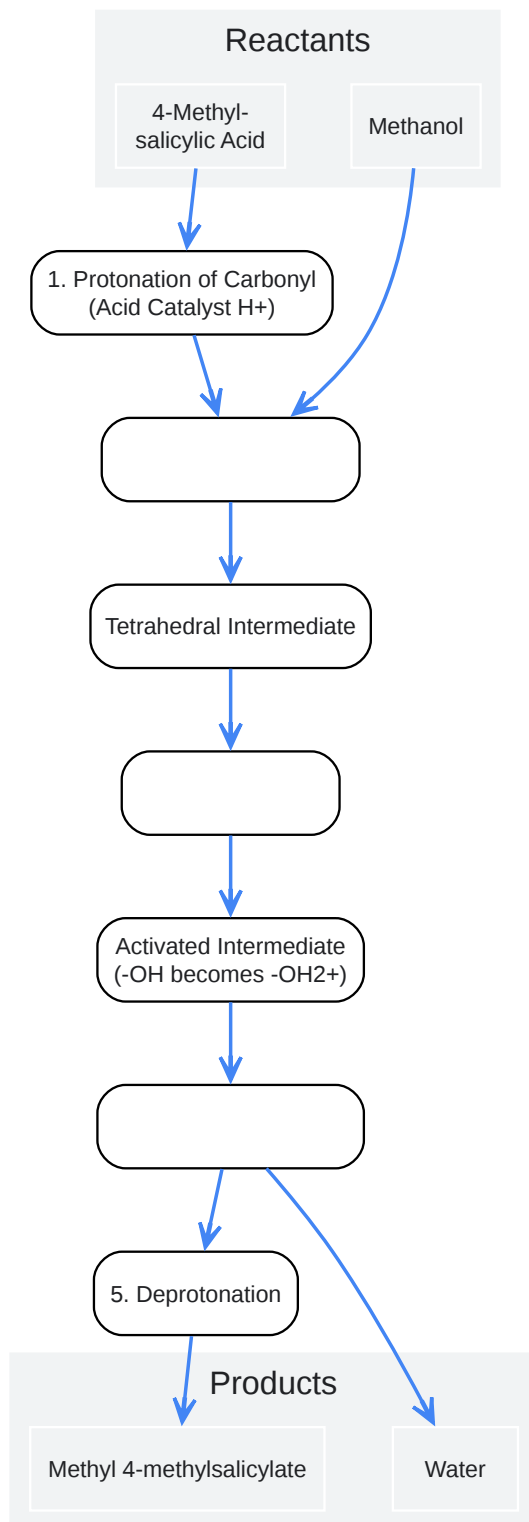 Reactants
4-Methyl-
salicylic Acid
Methanol
1. Protonation of Carbonyl
(Acid Catalyst H+)
Tetrahedral Intermediate
Activated Intermediate
(-OH becomes -OH2+)
5. Deprotonation
Products
Methyl 4-methylsalicylate
Water